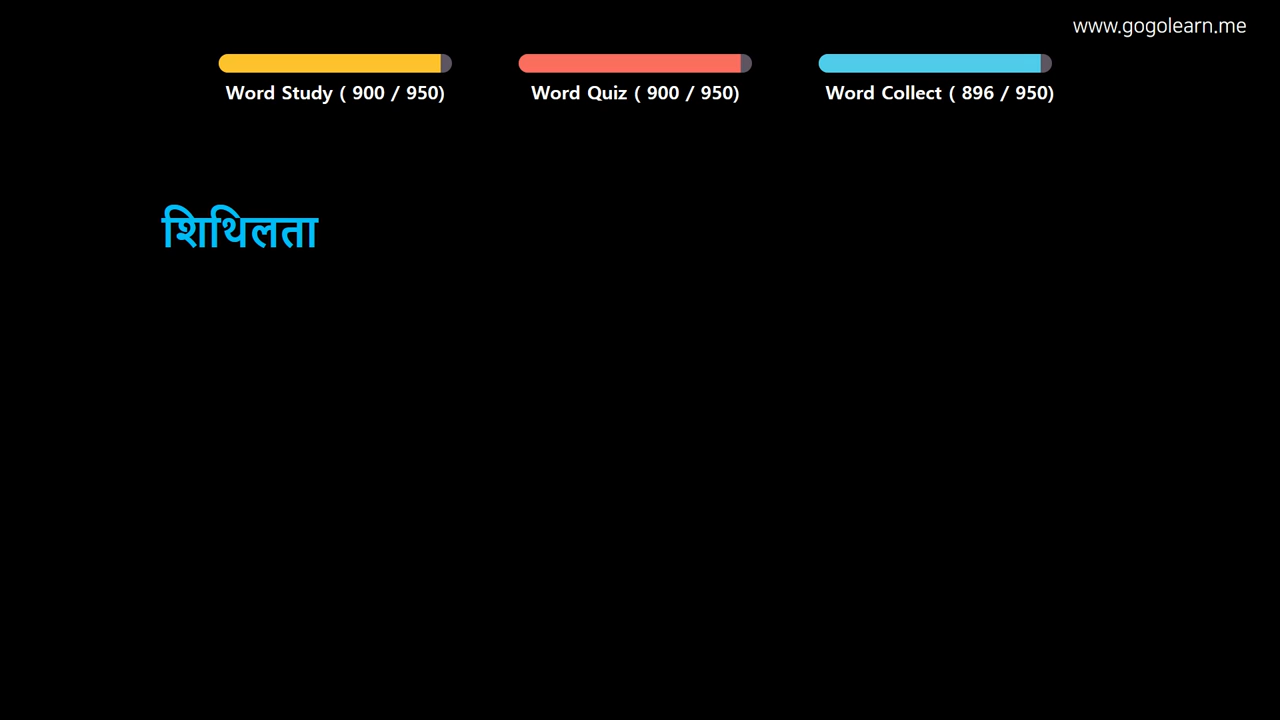 www.gogolearn.me
Word Study ( 900 / 950)
Word Quiz ( 900 / 950)
Word Collect ( 896 / 950)
शिथिलता